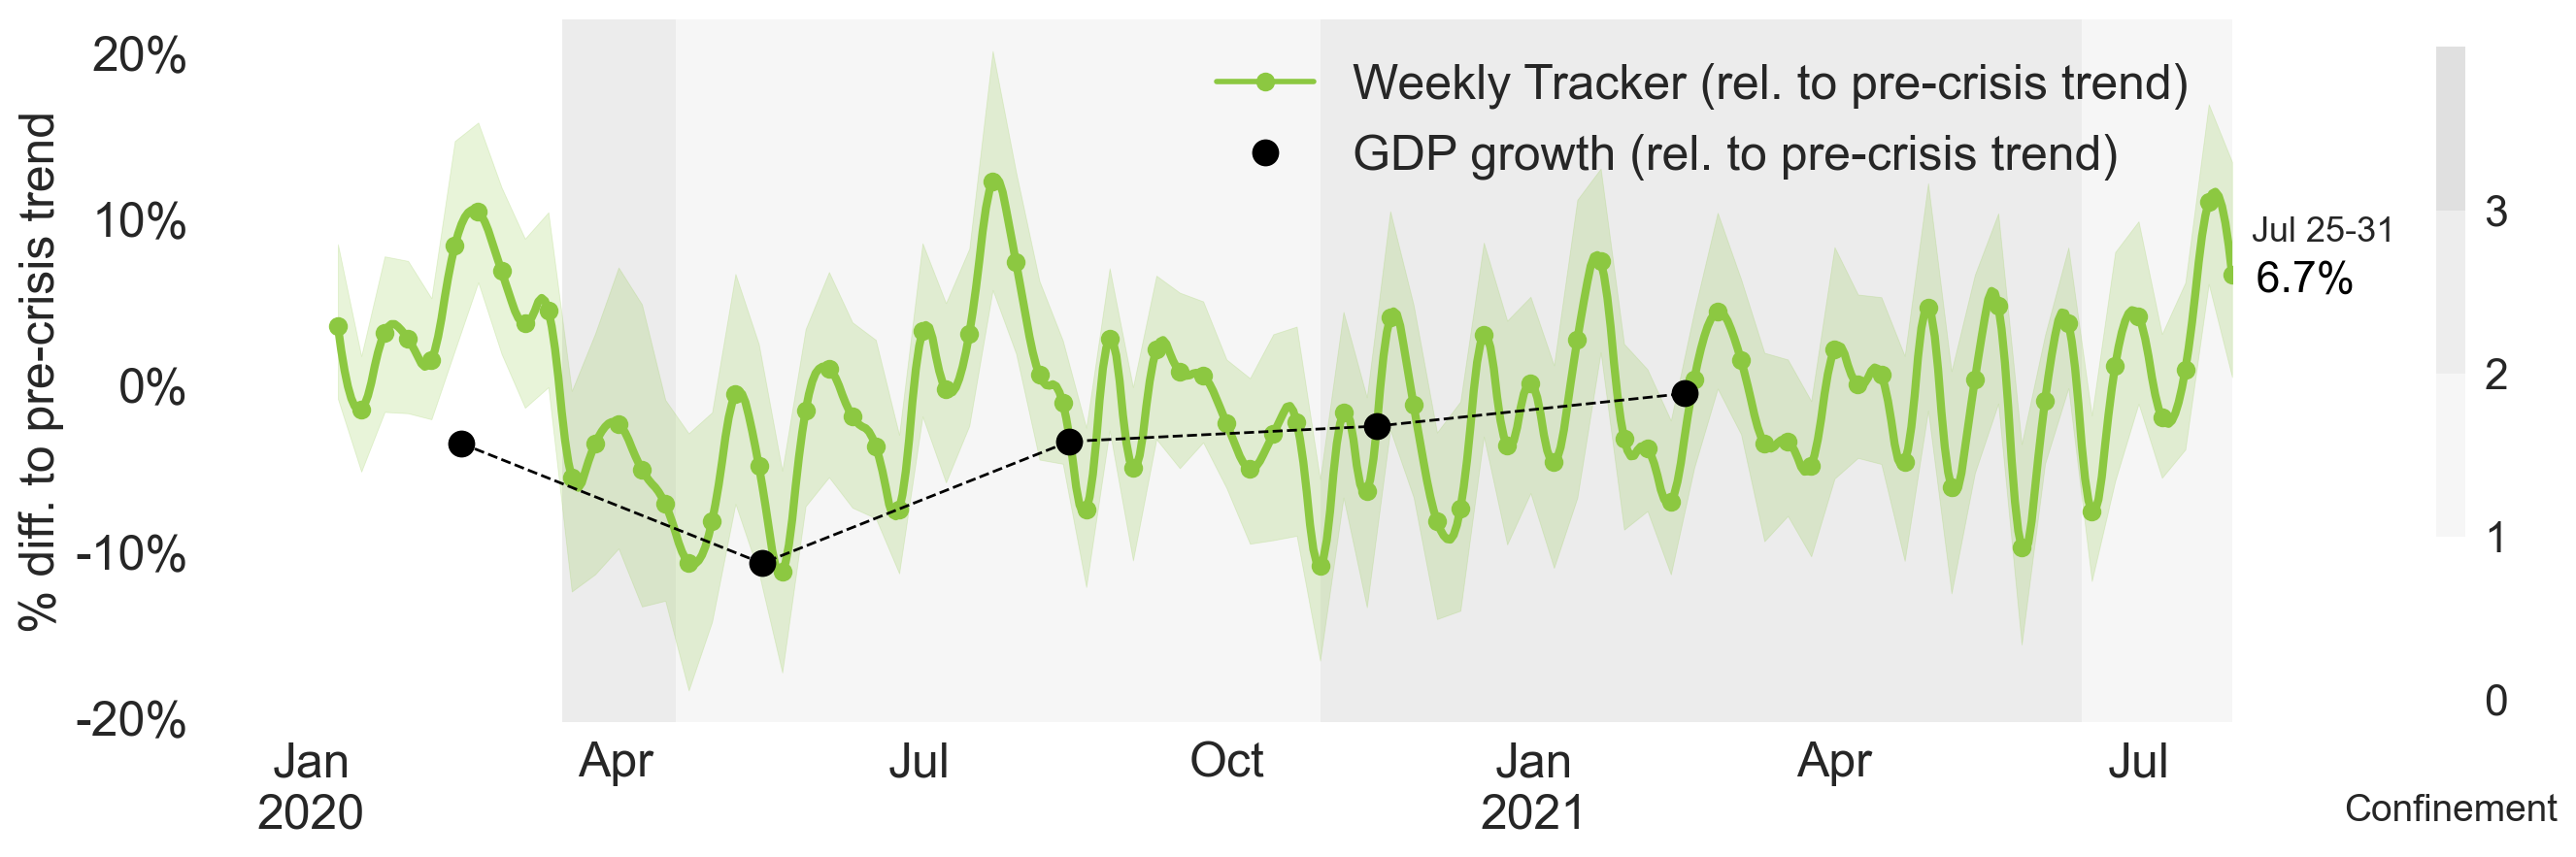 % diff. to pre-crisis trend
20%
10%
0%
-10%
-20%
Weekly Tracker (rel. to pre-crisis trend)
GDP growth (rel. to pre-crisis trend)
Jul 25-31
6.7%
3
2
1
0
Jan Apr Jul Oct Jan Apr Jul
2020 2021
Confinement